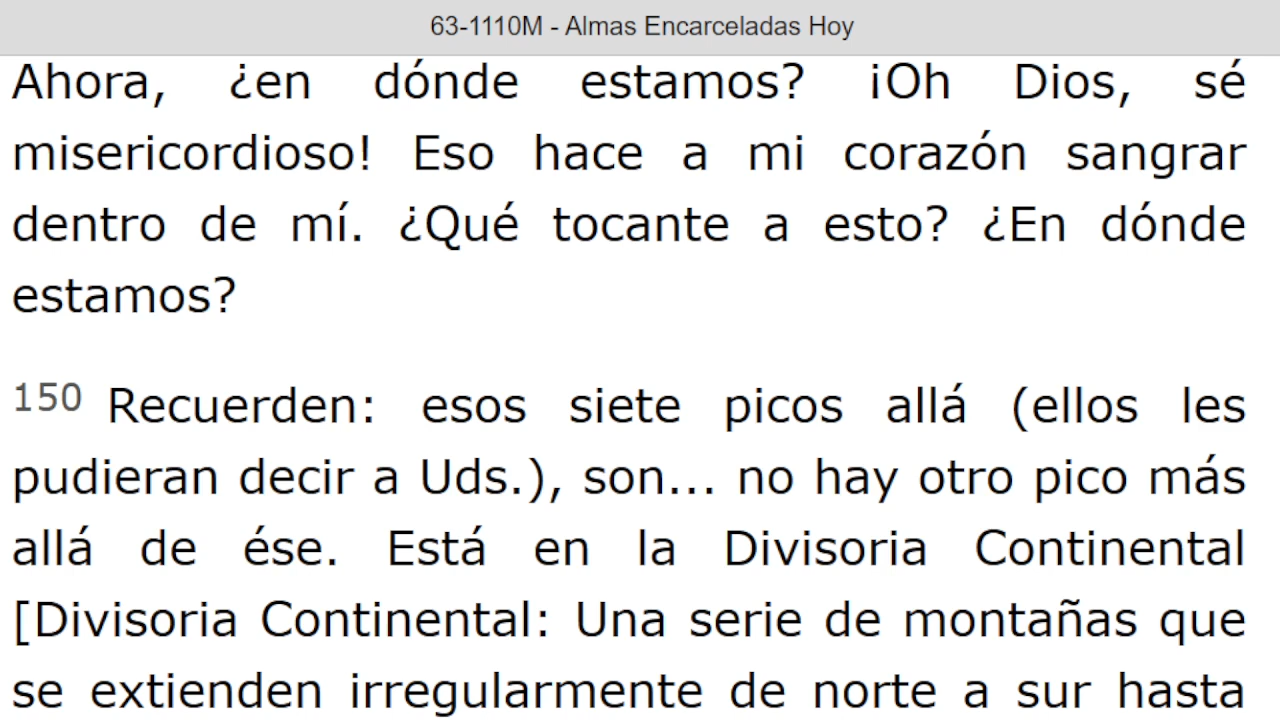 63-1110M - Almas Encarceladas Hoy
Ahora, ¿en dónde estamos? ¡Oh Dios, sé
misericordioso! Eso hace a mi corazón sangrar
dentro de mí. ¿Qué tocante a esto? ¿En dónde
estamos?
150 Recuerden: esos siete picos allá (ellos les
pudieran decir a Uds.), son... no hay otro pico más
allá de ése. Está en la Divisoria Continental
[Divisoria Continental: Una serie de montañas que
se extienden irregularmente de norte a sur hasta